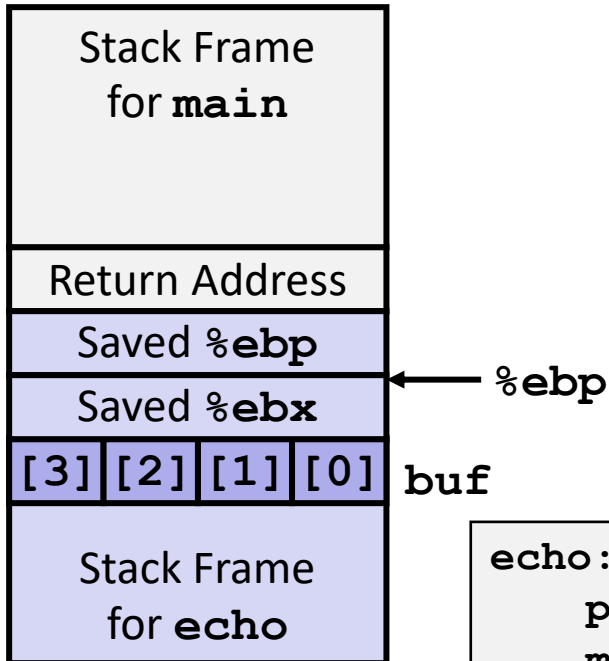 Stack Frame
for main
Return Address
Saved %ebp
%ebp
Saved %ebx
[3] [2] [1] [0] buf
Stack Frame
for echo
echo:
p